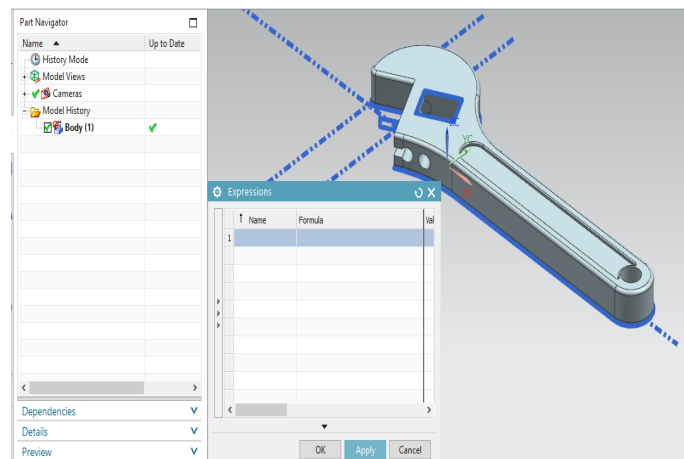 Part Navigator
Name Up to Date
History Mode
Model Views
Cameras
Model History
Body (1)
YC
Expressions
Name Formula Val
1
Dependencies
Details
Preview
OK Apply Cancel